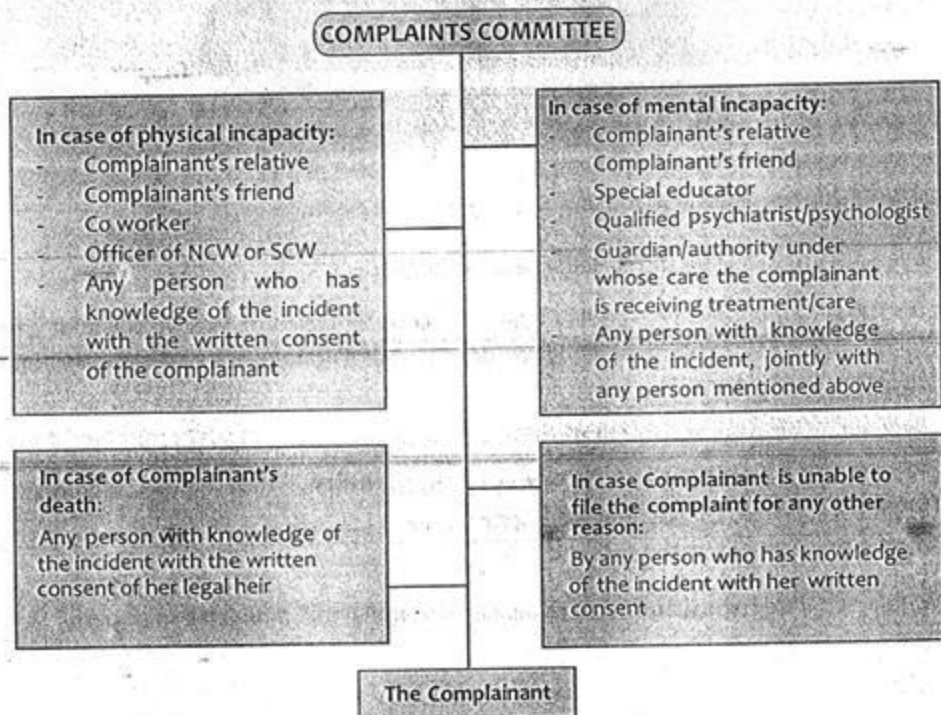 COMPLAINTS COMMITTEE
In case of physical incapacity:
- Complainant's relative
- Complainant's friend
- Co worker
- Officer of NCW or SCW
- Any person who has
knowledge of the incident
with the written consent
of the complainant
In case of mental incapacity:
- Complainant's relative
- Complainant's friend
- Special educator
- Qualified psychiatrist/psychologist
- Guardian/authority under
whose care the complainant
is receiving treatment/care
- Any person with knowledge
of the incident, jointly with
any person mentioned above
In case of Complainant's
death:
Any person with knowledge of
the incident with the written
consent of her legal heir
In case Complainant is unable to
file the complaint for any other
reason:
By any person who has knowledge
of the incident with her written
consent
The Complainant